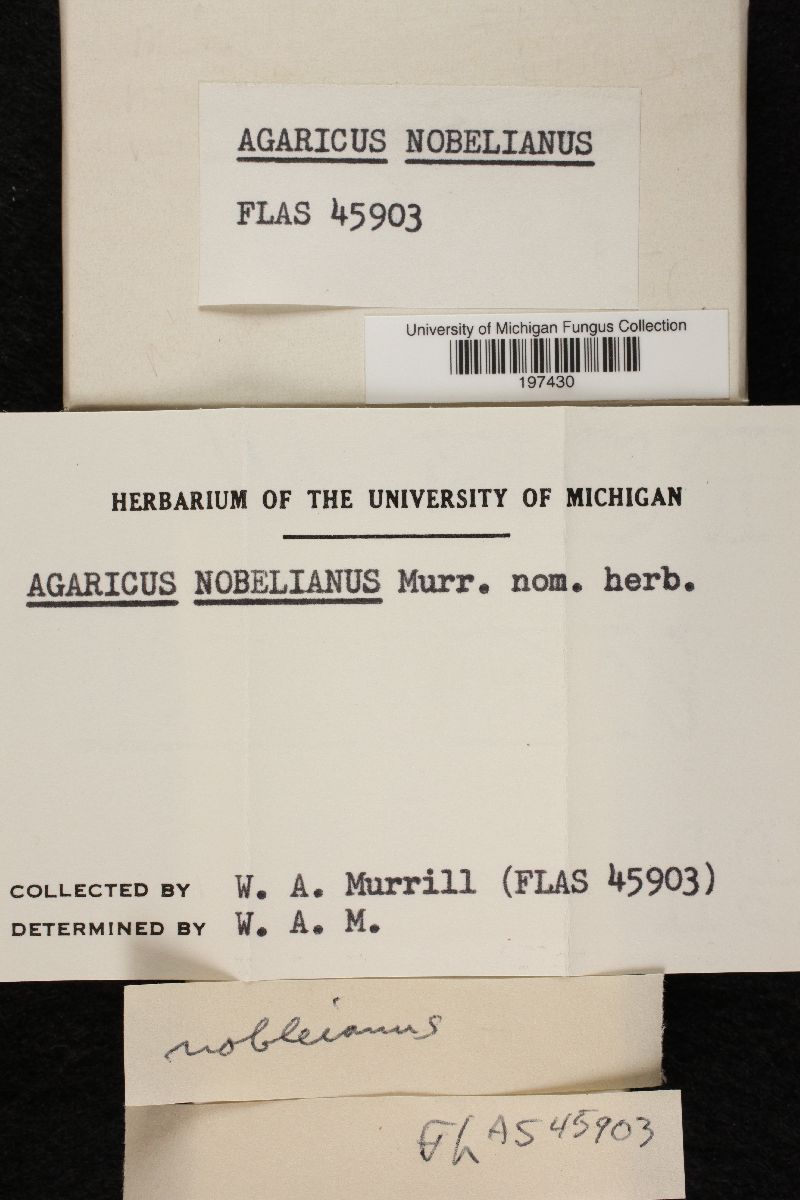 AGARICUS NOBELIANUS
FLAS 45903
University of Michigan Fungus Collection
197430
HERBARIUM OF THE UNIVERSITY OF MICHIGAN
AGARICUS NOBELIANUS Murr. nom. herb.
COLLECTED BY W. A. Murrill (FLAS 45903)
DETERMINED BY W. A. M.
nobleianus
FLAS 45903